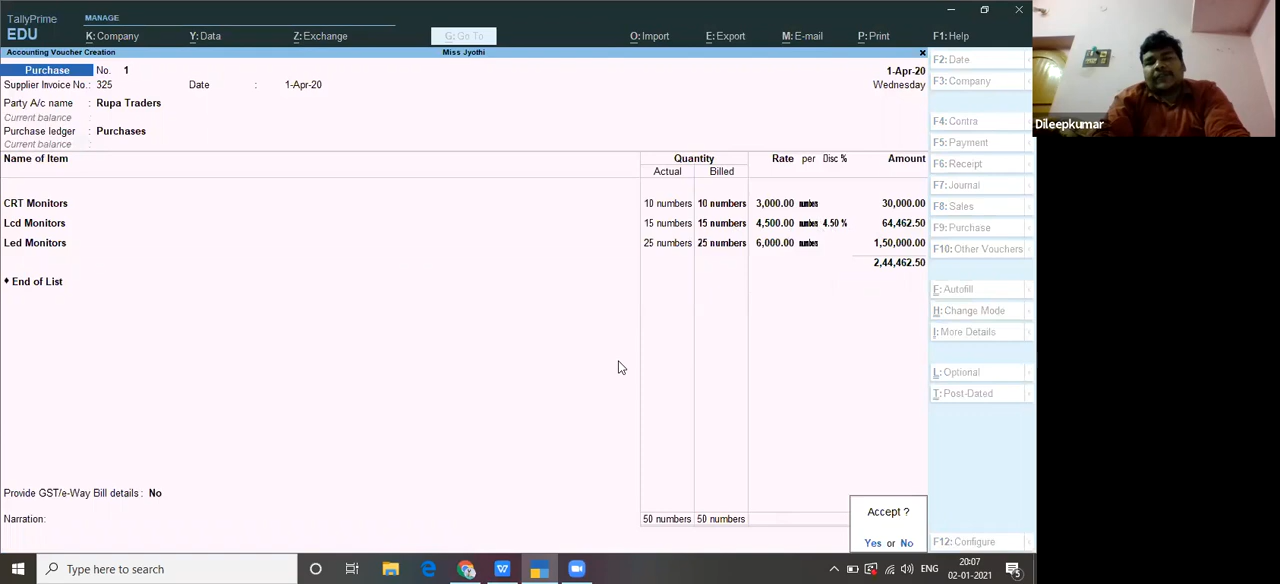 TallyPrime
MANAGE
EDU
K: Company
Y: Data
Z: Exchange
G: Go To
O: Import
E: Export
M: E-mail
P: Print
F1: Help
Accounting Voucher Creation
Miss Jyothi
Purchase No. 1
1-Apr-20
Supplier Invoice No.: 325 Date : 1-Apr-20
Wednesday
Party A/c name : Rupa Traders
Current balance :
Purchase ledger : Purchases
Current balance :
Name of Item Quantity Rate per Disc % Amount
Actual Billed
CRT Monitors 10 numbers 10 numbers 3,000.00 number 30,000.00
Lcd Monitors 15 numbers 15 numbers 4,500.00 number 4.50 % 64,462.50
Led Monitors 25 numbers 25 numbers 6,000.00 number 1,50,000.00
2,44,462.50
♦ End of List
Provide GST/e-Way Bill details : No
Narration:
50 numbers 50 numbers
Accept ?
Yes or No
F2: Date
F3: Company
F4: Contra
F5: Payment
F6: Receipt
F7: Journal
F8: Sales
F9: Purchase
F10: Other Vouchers
F: Autofill
H: Change Mode
I: More Details
L: Optional
T: Post-Dated
F12: Configure
Dileepkumar
Type here to search
ENG
20:07
02-01-2021
5